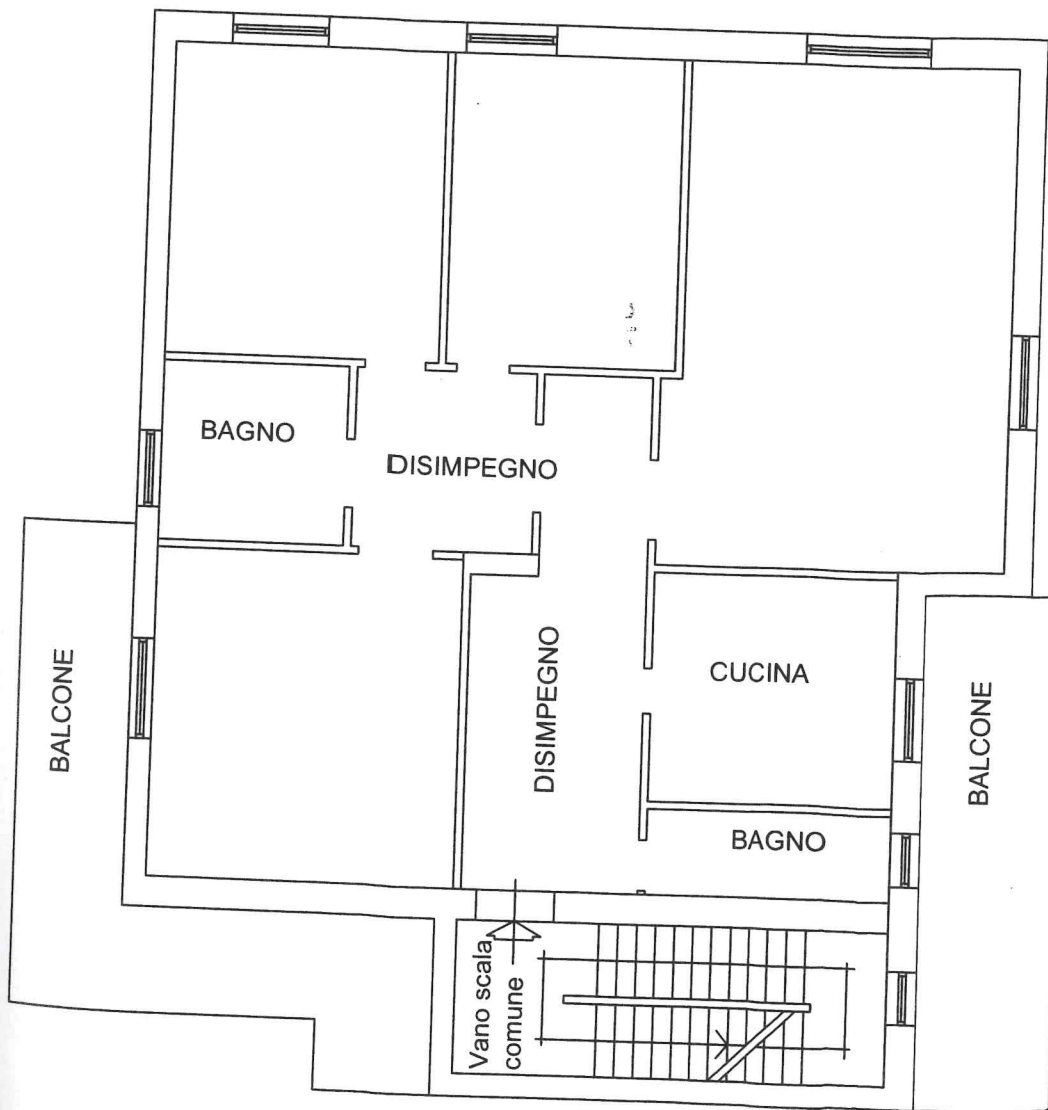 BAGNO
DISIMPEGNO
BALCONE
DISIMPEGNO
CUCINA
BALCONE
BAGNO
Vano scala
comune